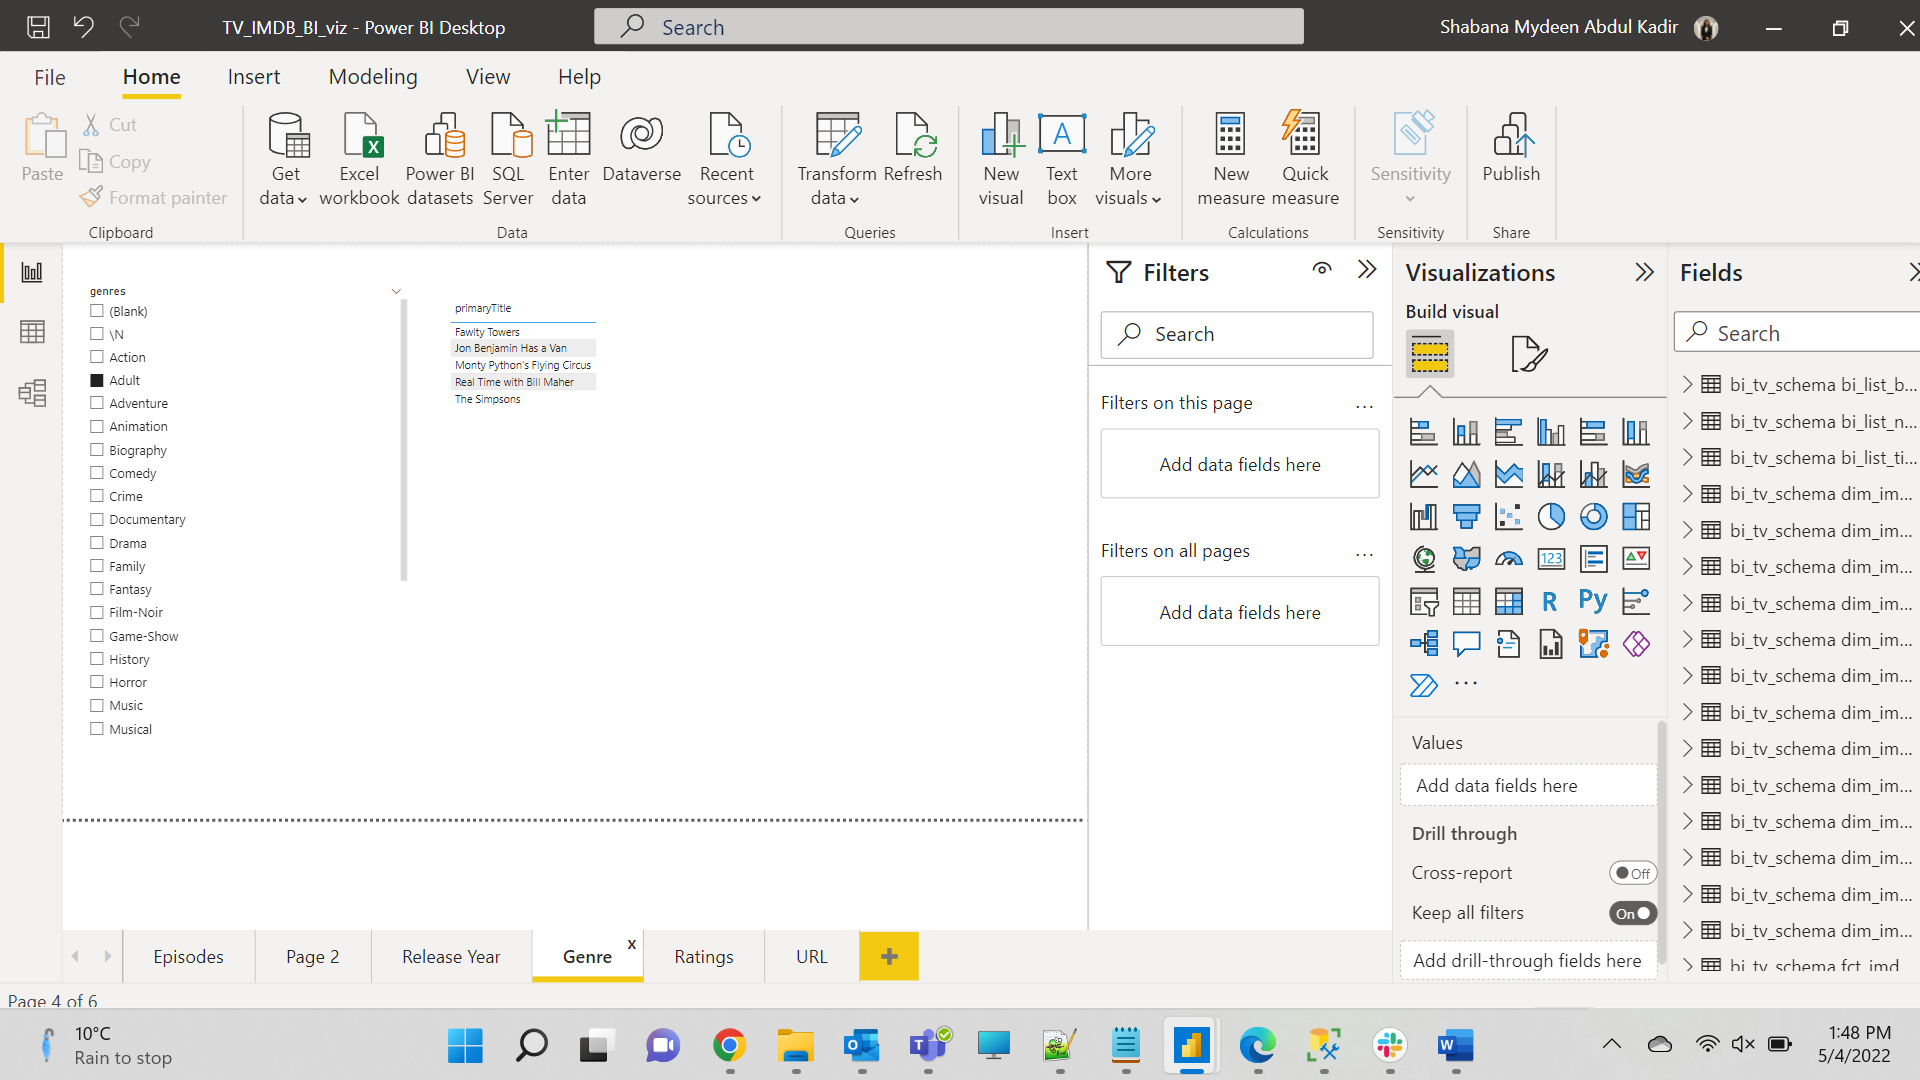 TV_IMDB_BI_viz - Power BI Desktop
Search
Shabana Mydeen Abdul Kadir
File
Home
Insert
Modeling
View
Help
Paste
Cut
Copy
Format painter
Clipboard
Get data
Excel workbook
Power BI datasets
SQL Server
Enter data
Dataverse
Recent sources
Data
Transform data
Refresh
Queries
New visual
Text box
More visuals
Insert
New measure
Quick measure
Calculations
Sensitivity
Sensitivity
Publish
Share
genres
(Blank)
\N
Action
Adult
Adventure
Animation
Biography
Comedy
Crime
Documentary
Drama
Family
Fantasy
Film-Noir
Game-Show
History
Horror
Music
Musical
primaryTitle
Fawlty Towers
Jon Benjamin Has a Van
Monty Python's Flying Circus
Real Time with Bill Maher
The Simpsons
Filters
Search
Filters on this page
...
Add data fields here
Filters on all pages
...
Add data fields here
Visualizations
Build visual
123
R
Py
...
Values
Add data fields here
Drill through
Cross-report
Off
Keep all filters
On
Add drill-through fields here
Fields
Search
bi_tv_schema bi_list_b...
bi_tv_schema bi_list_n...
bi_tv_schema bi_list_ti...
bi_tv_schema dim_im...
bi_tv_schema dim_im...
bi_tv_schema dim_im...
bi_tv_schema dim_im...
bi_tv_schema dim_im...
bi_tv_schema dim_im...
bi_tv_schema dim_im...
bi_tv_schema dim_im...
bi_tv_schema dim_im...
bi_tv_schema dim_im...
bi_tv_schema dim_im...
bi_tv_schema dim_im...
bi_tv_schema dim_im...
bi_tv_schema fct_imd
Episodes
Page 2
Release Year
Genre
x
Ratings
URL
Page 4 of 6
10°C
Rain to stop
1:48 PM
5/4/2022